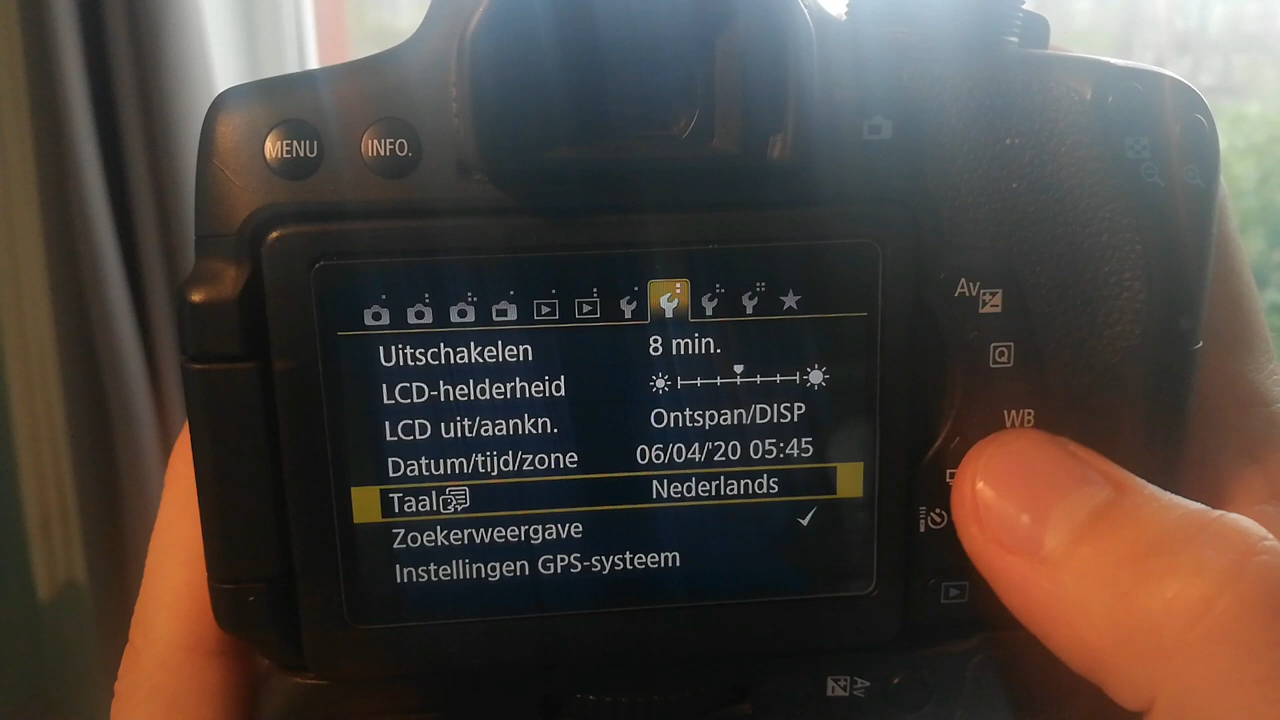 MENU INFO.
Av
Q
WB
Uitschakelen 8 min.
LCD-helderheid
LCD uit/aankn. Ontspan/DISP
Datum/tijd/zone 06/04/'20 05:45
Taal Nederlands
Zoekerweergave
Instellingen GPS-systeem
Av